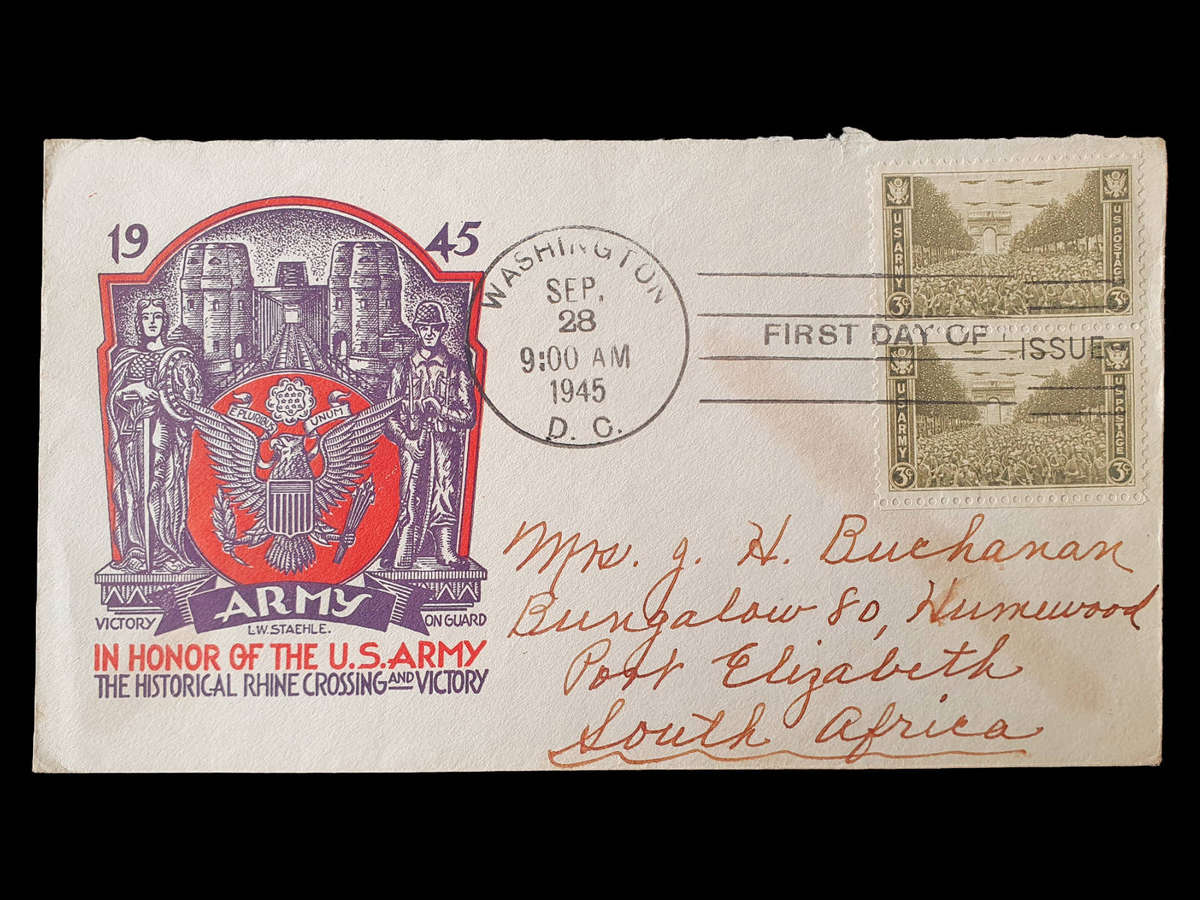 19 45
E PLURIBUS UNUM
ARMY
VICTORY
L.W. STAEHLE.
ON GUARD
IN HONOR OF THE U.S. ARMY
THE HISTORICAL RHINE CROSSING AND VICTORY
WASHINGTON
SEP.
28
9:00 AM
1945
D. C.
FIRST DAY OF ISSUE
US ARMY
US POSTAGE
3¢ 3¢
US ARMY
US POSTAGE
3¢ 3¢
Mrs. J. H. Buchanan
Bungalow 80, Humewood
Port Elizabeth
South Africa